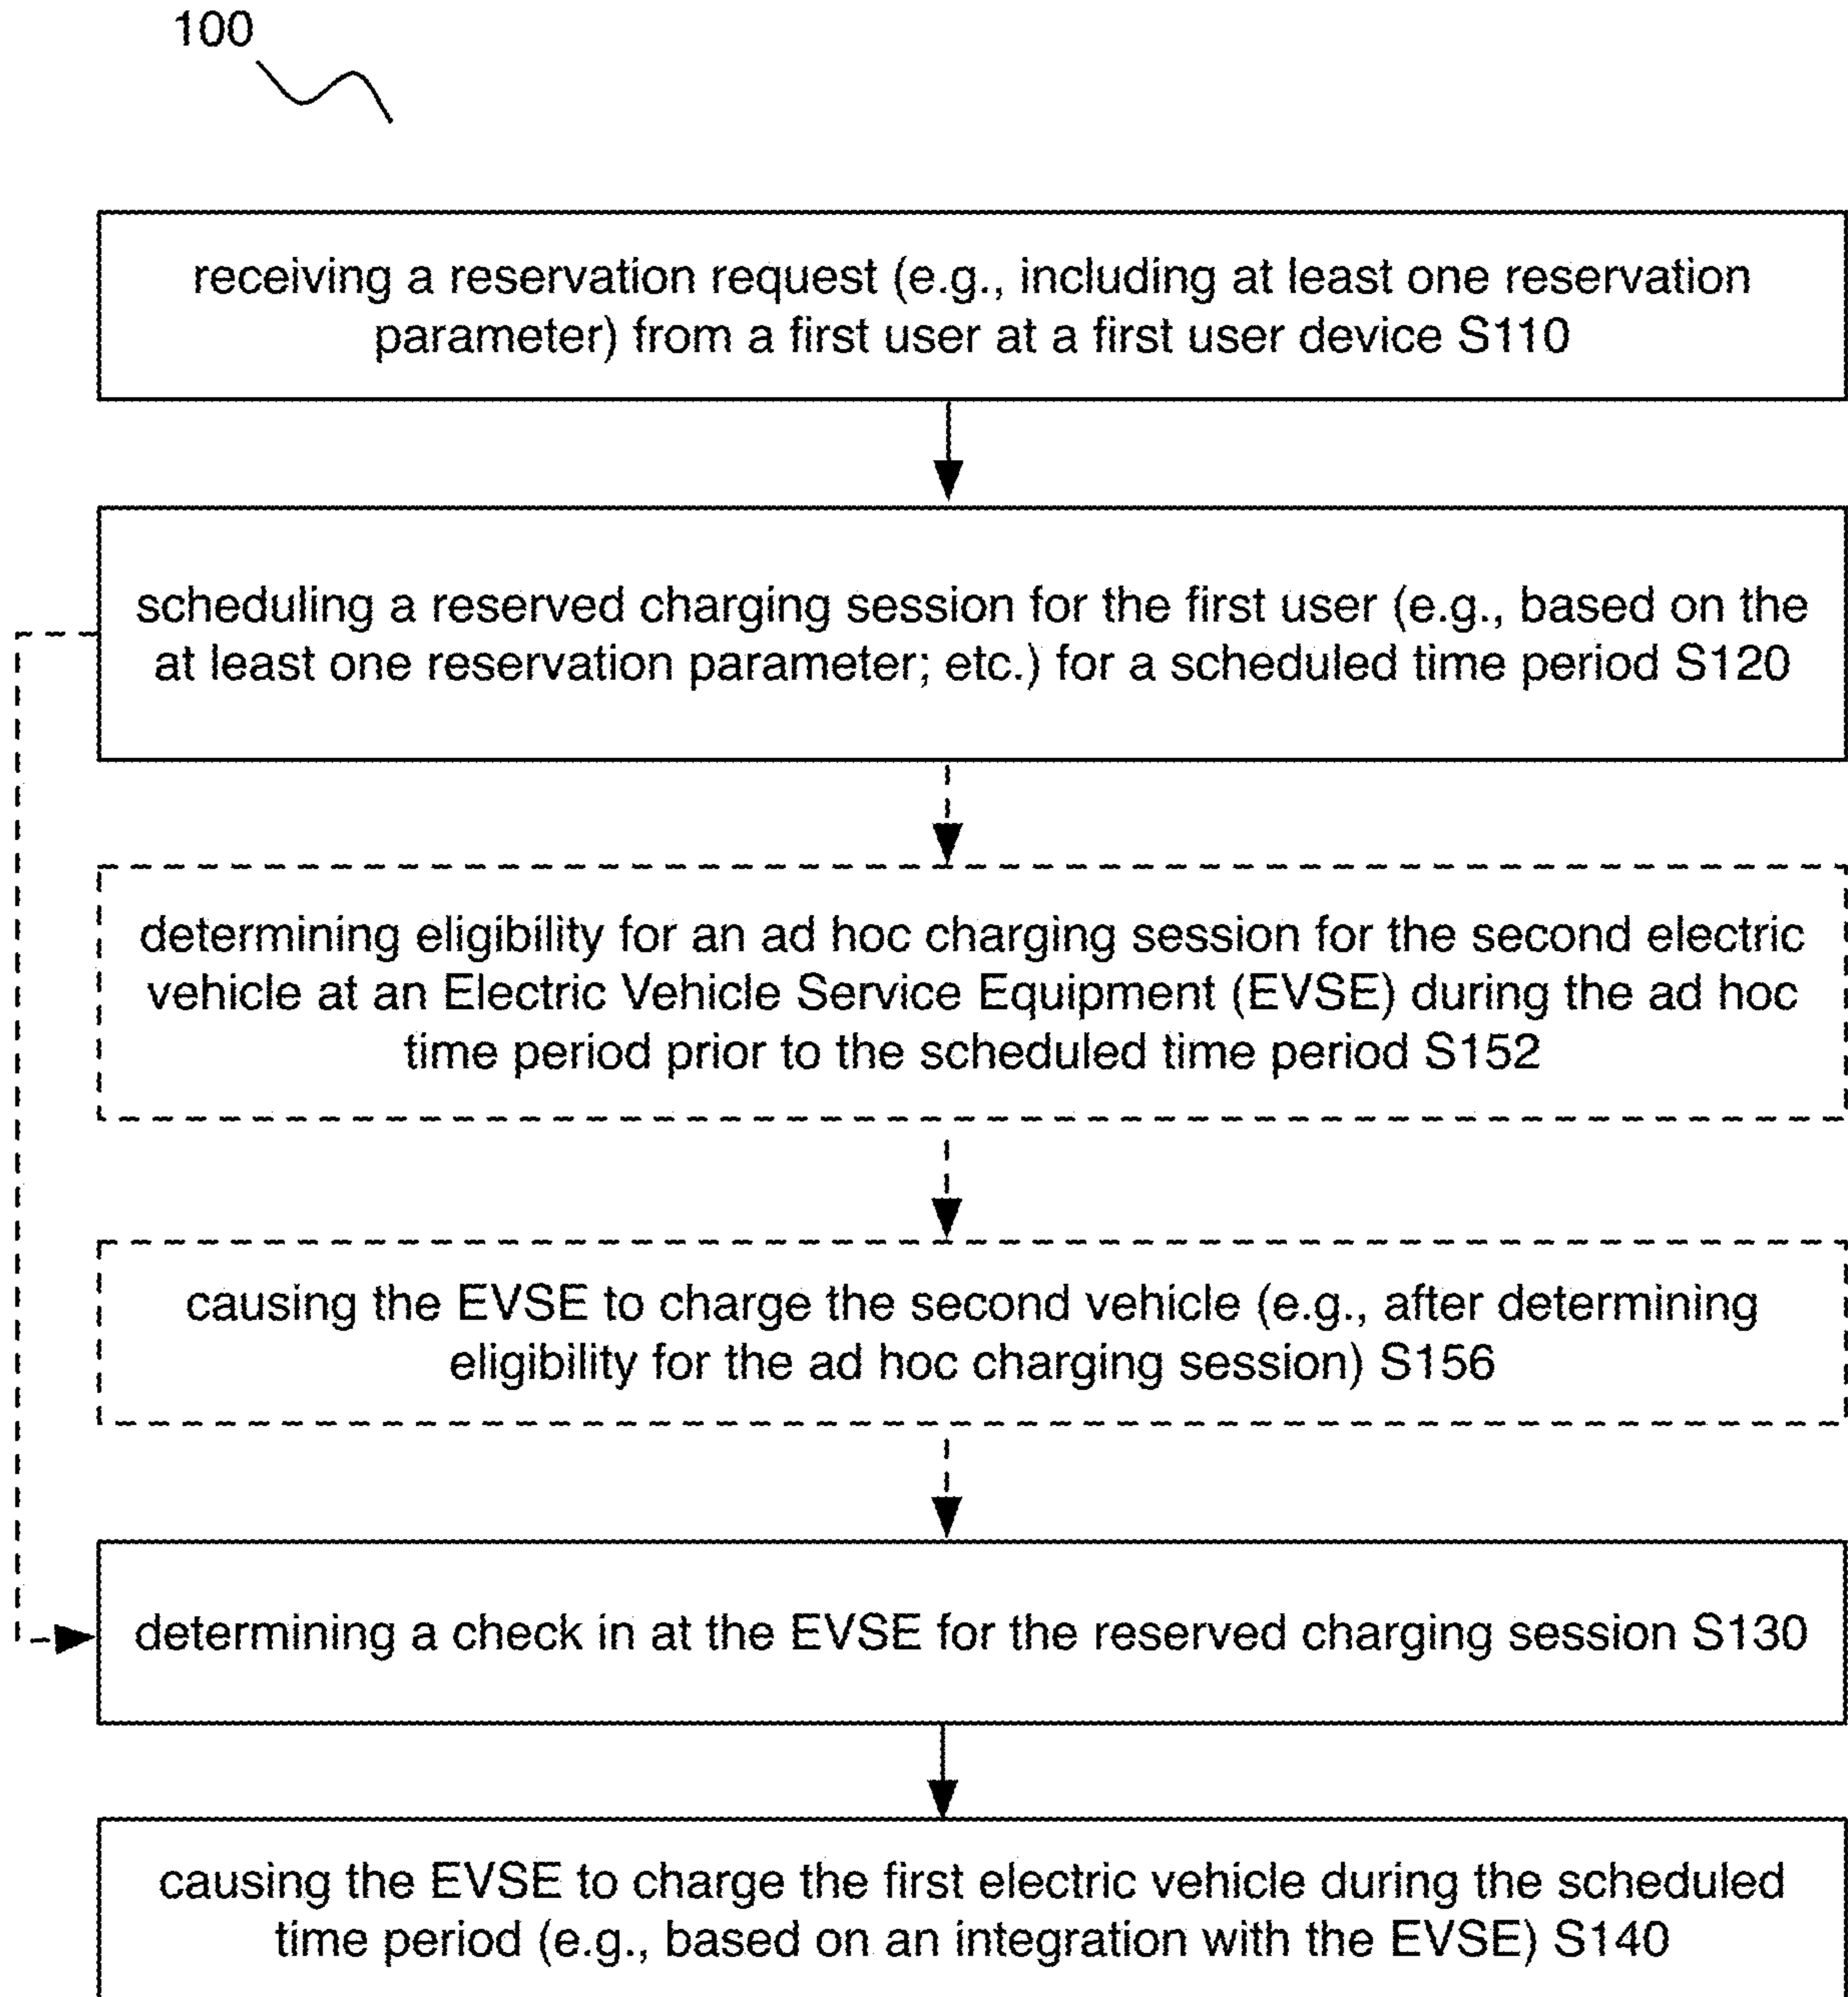 100
receiving a reservation request (e.g., including at least one reservation
parameter) from a first user at a first user device S110
scheduling a reserved charging session for the first user (e.g., based on the
at least one reservation parameter; etc.) for a scheduled time period S120
determining eligibility for an ad hoc charging session for the second electric
vehicle at an Electric Vehicle Service Equipment (EVSE) during the ad hoc
time period prior to the scheduled time period S152
causing the EVSE to charge the second vehicle (e.g., after determining
eligibility for the ad hoc charging session) S156
determining a check in at the EVSE for the reserved charging session S130
causing the EVSE to charge the first electric vehicle during the scheduled
time period (e.g., based on an integration with the EVSE) S140